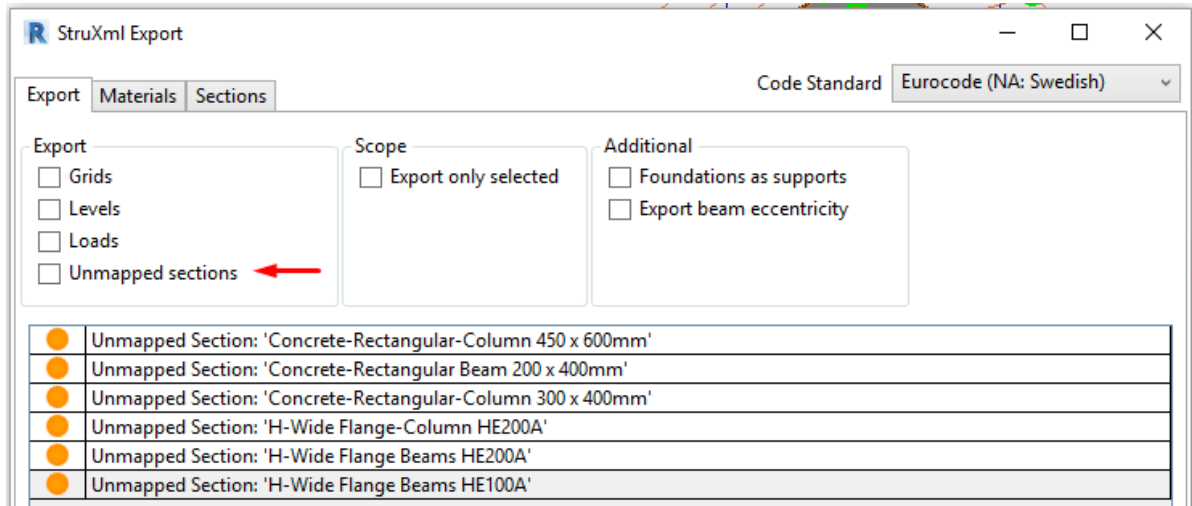 R StruXml Export
Code Standard Eurocode (NA: Swedish)
Export Materials Sections
Export
Grids
Levels
Loads
Unmapped sections
Scope
Export only selected
Additional
Foundations as supports
Export beam eccentricity
Unmapped Section: 'Concrete-Rectangular-Column 450 x 600mm'
Unmapped Section: 'Concrete-Rectangular Beam 200 x 400mm'
Unmapped Section: 'Concrete-Rectangular-Column 300 x 400mm'
Unmapped Section: 'H-Wide Flange-Column HE200A'
Unmapped Section: 'H-Wide Flange Beams HE200A'
Unmapped Section: 'H-Wide Flange Beams HE100A'